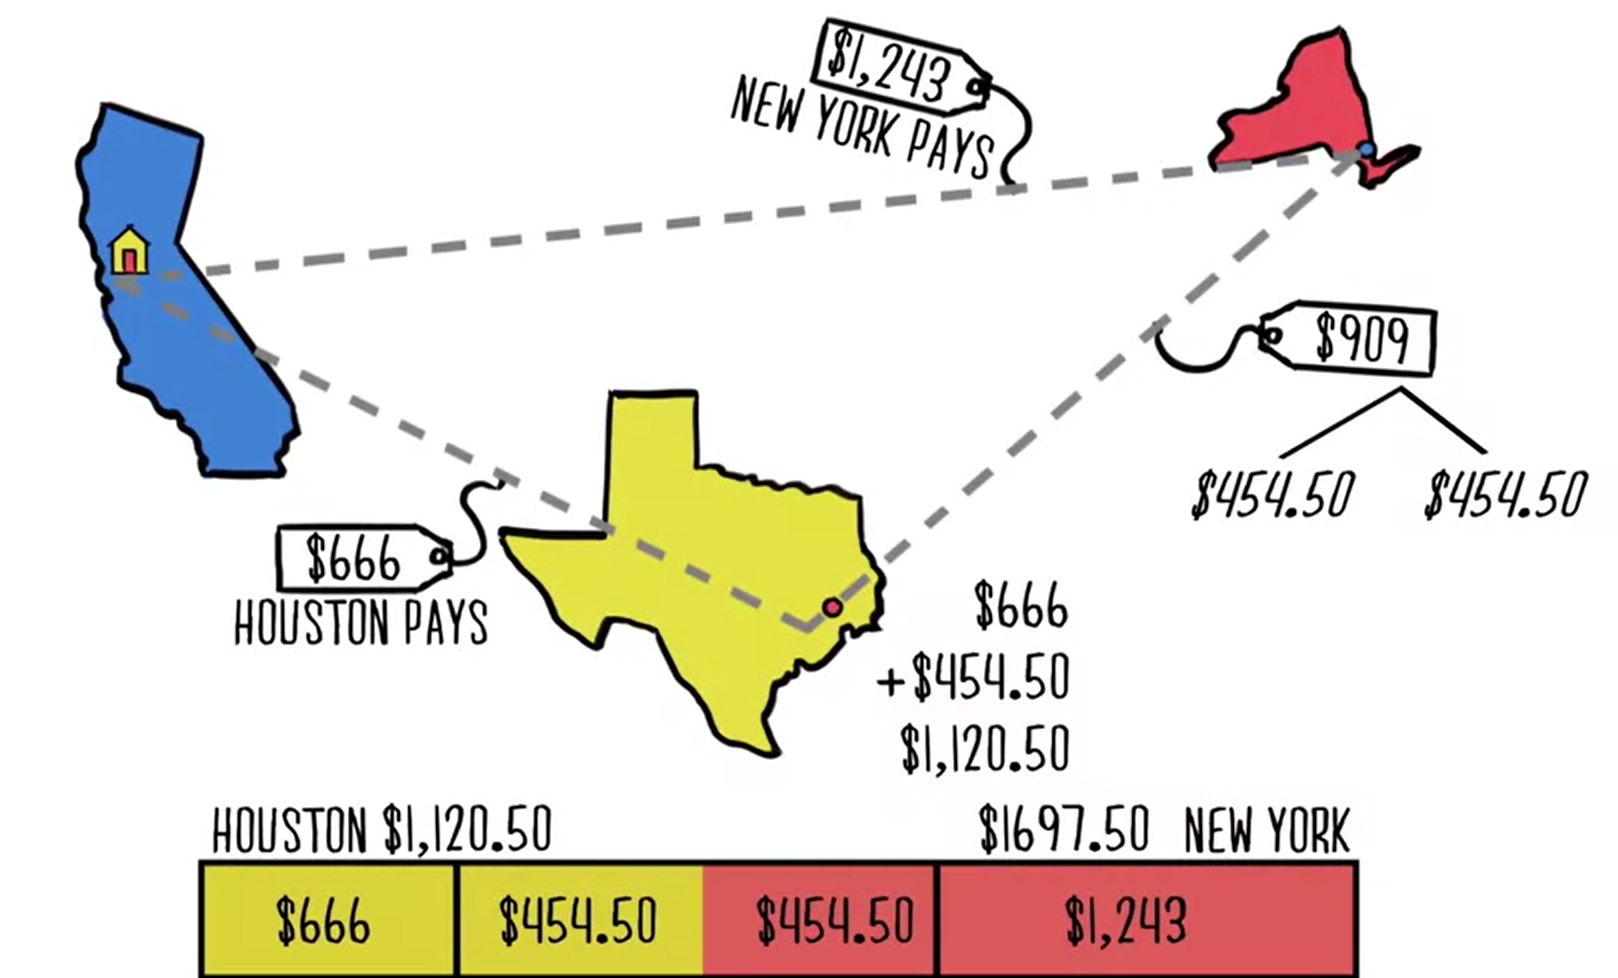 $1,243
NEW YORK PAYS
$909
$454.50 $454.50
$666
HOUSTON PAYS
$666
+$454.50
$1,120.50
HOUSTON $1,120.50
$1697.50 NEW YORK
$666 $454.50 $454.50 $1,243